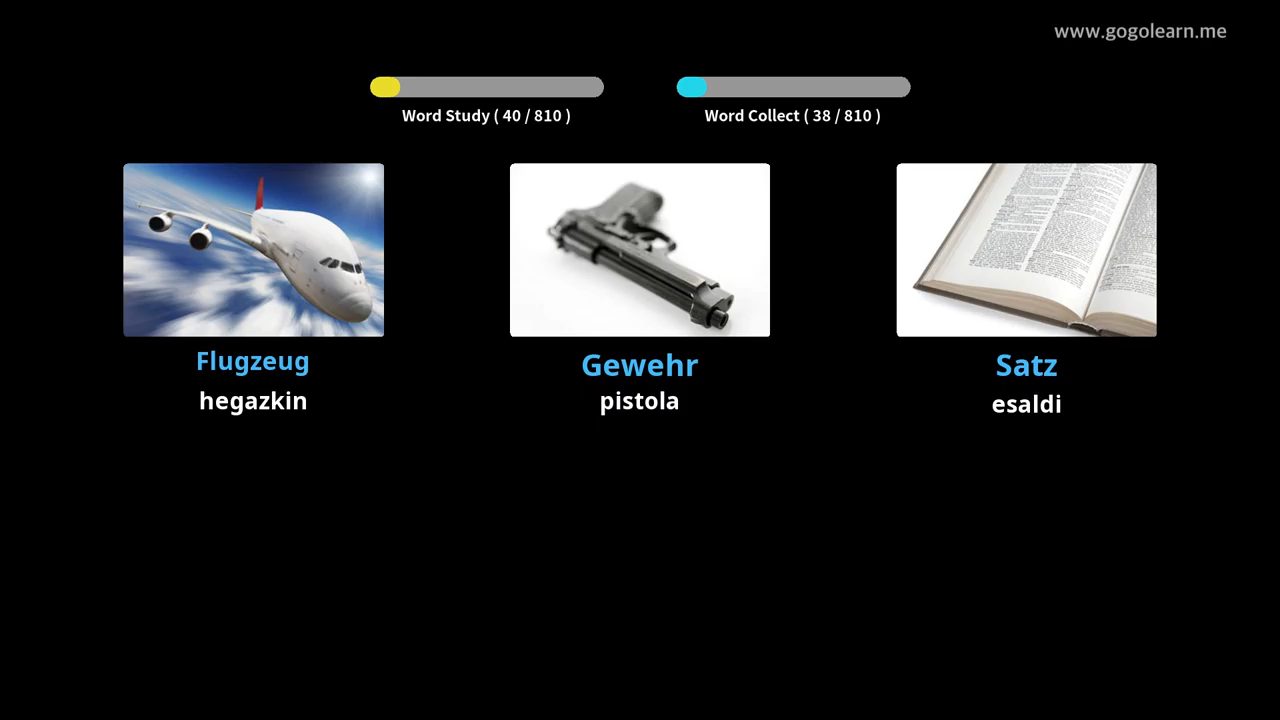 www.gogolearn.me
Word Study ( 40 / 810 )
Word Collect ( 38 / 810 )
Flugzeug
hegazkin
Gewehr
pistola
Satz
esaldi